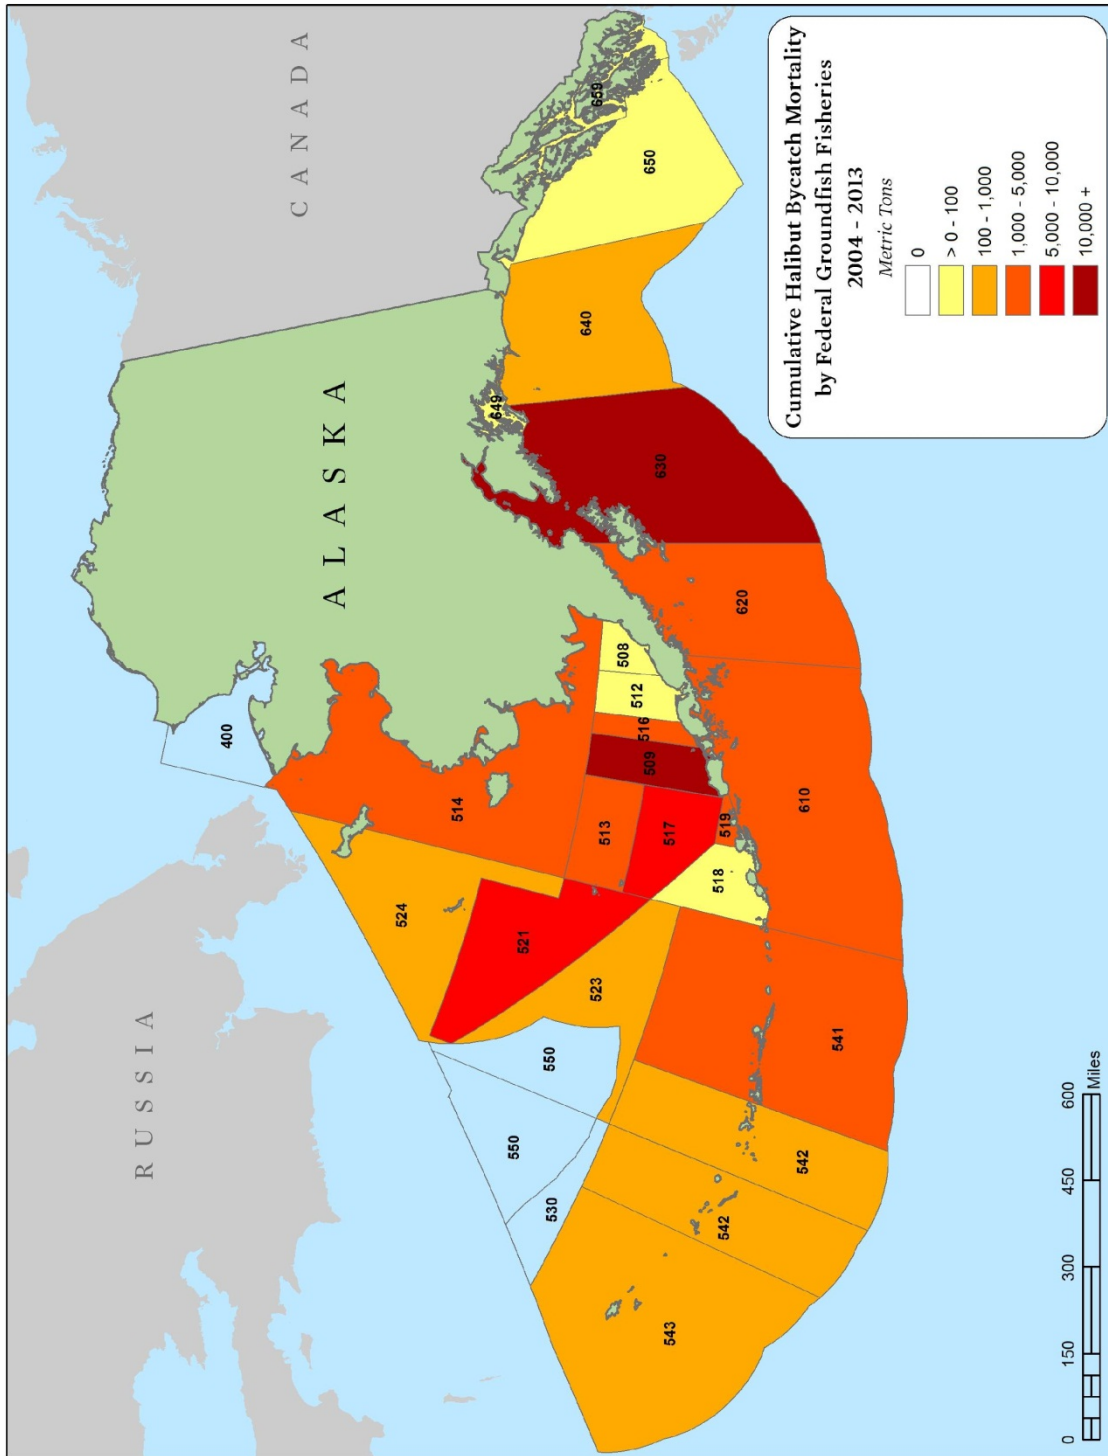 RUSSIA
CANADA
ALASKA
400
514
524
521
523
550
550
530
513
517
509
516
512
508
518
519
543
542
542
541
610
620
630
649
640
650
659
Cumulative Halibut Bycatch Mortality
by Federal Groundfish Fisheries
2004 - 2013
Metric Tons
0
> 0 - 100
100 - 1,000
1,000 - 5,000
5,000 - 10,000
10,000 +
0 150 300 450 600
Miles